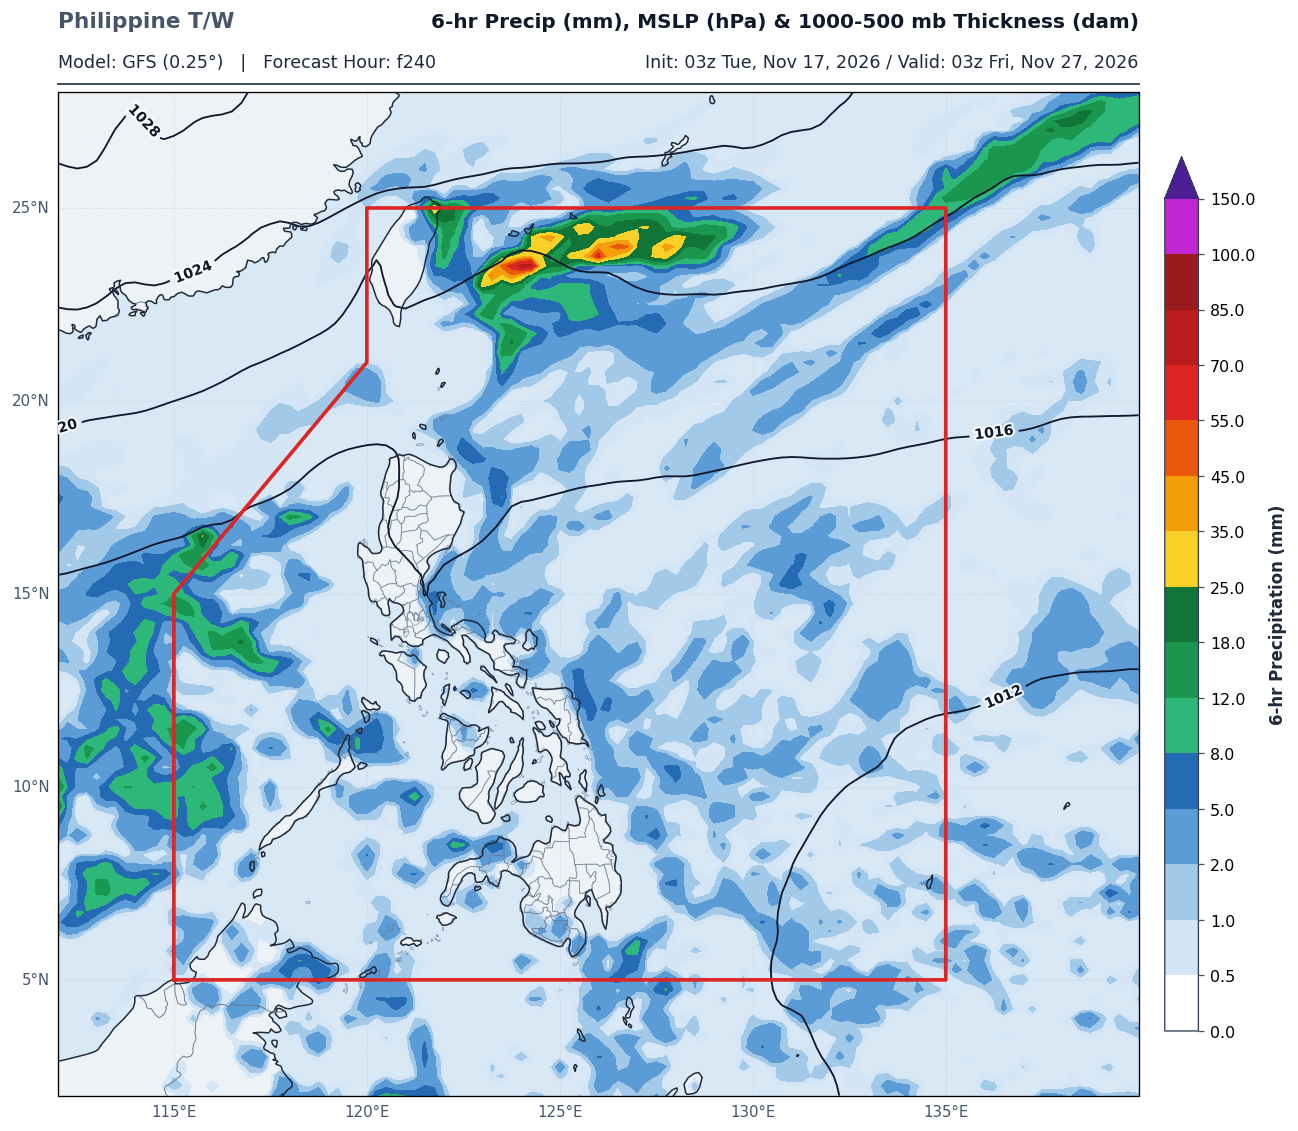 Philippine T/W
6-hr Precip (mm), MSLP (hPa) & 1000-500 mb Thickness (dam)
Model: GFS (0.25°) | Forecast Hour: f240
Init: 03z Tue, Nov 17, 2026 / Valid: 03z Fri, Nov 27, 2026
1028
1024
20
1016
1012
25°N
20°N
15°N
10°N
5°N
115°E
120°E
125°E
130°E
135°E
150.0
100.0
85.0
70.0
55.0
45.0
35.0
25.0
18.0
12.0
8.0
5.0
2.0
1.0
0.5
0.0
6-hr Precipitation (mm)